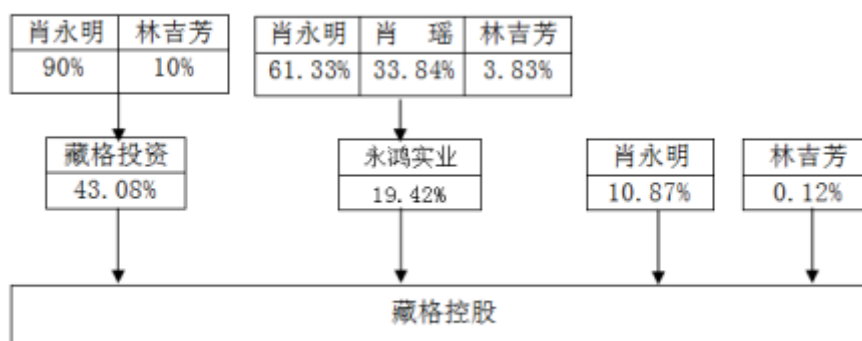 肖永明 林吉芳 肖永明 肖 瑶 林吉芳
90% 10% 61.33% 33.84% 3.83%
藏格投资 永鸿实业 肖永明 林吉芳
43.08% 19.42% 10.87% 0.12%
藏格控股